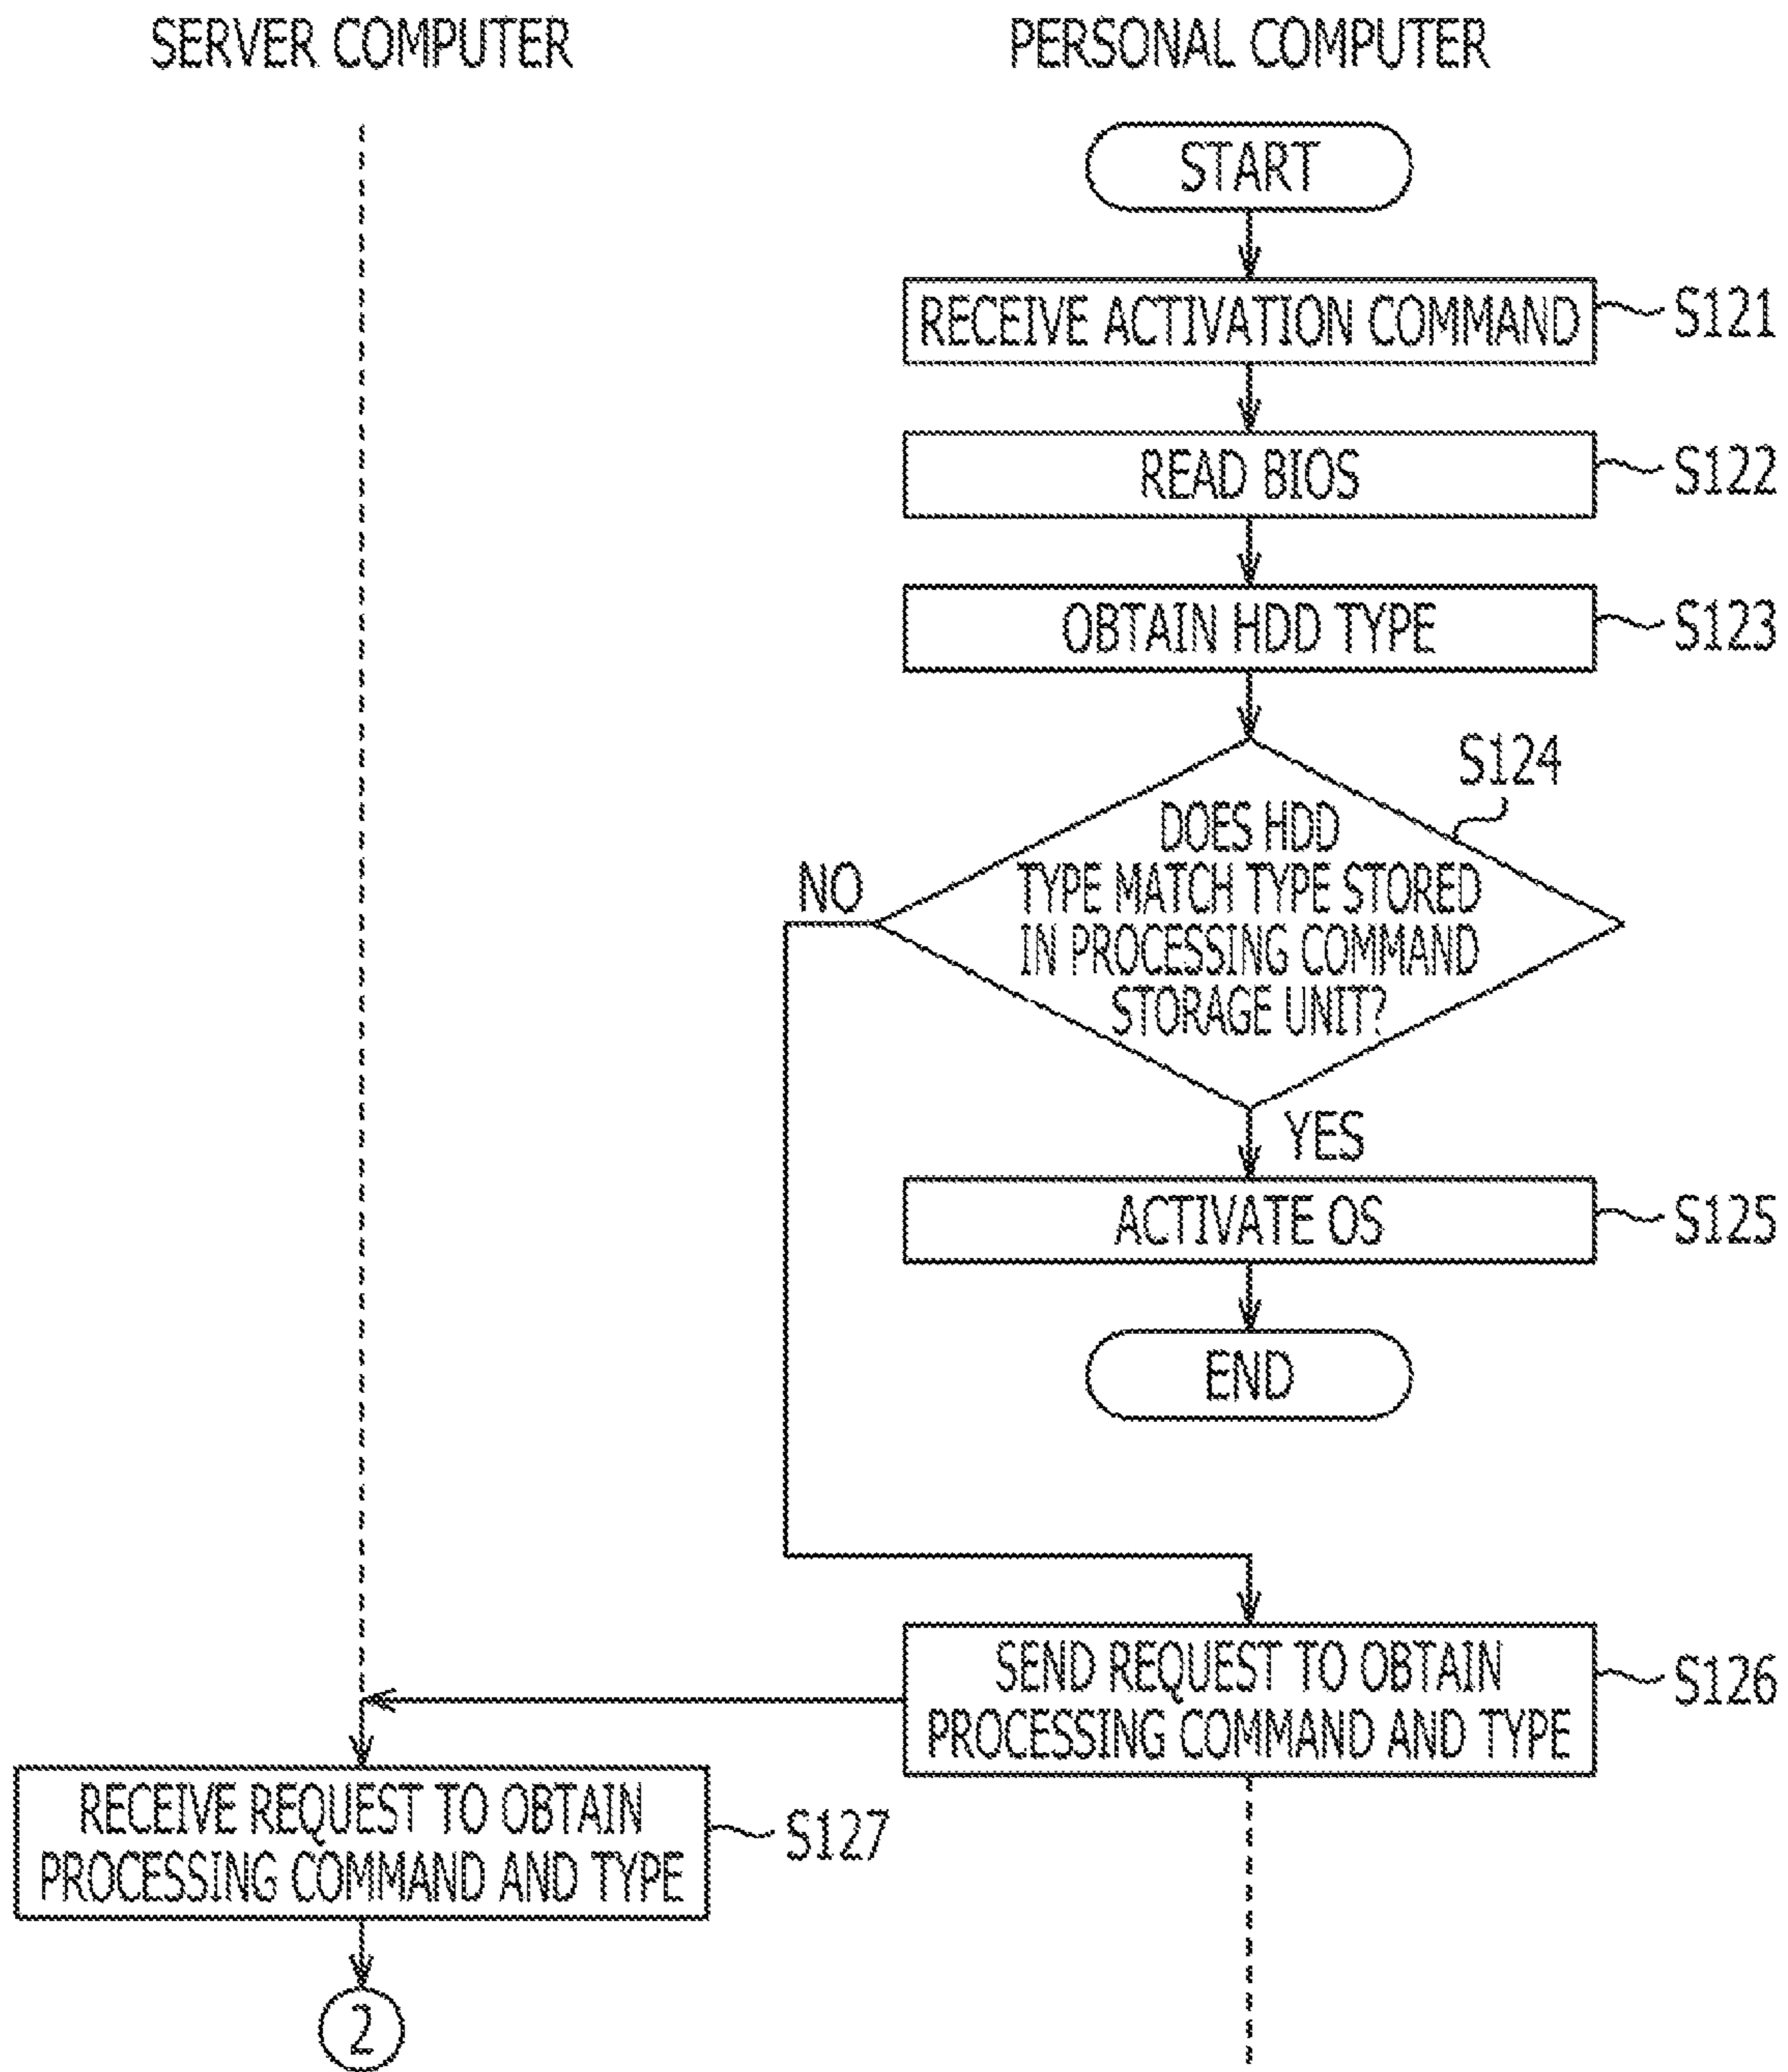 SERVER COMPUTER
PERSONAL COMPUTER
START
RECEIVE ACTIVATION COMMAND
S121
READ BIOS
S122
OBTAIN HDD TYPE
S123
S124
DOES HDD
TYPE MATCH TYPE STORED
IN PROCESSING COMMAND
STORAGE UNIT?
NO
YES
ACTIVATE OS
S125
END
SEND REQUEST TO OBTAIN
PROCESSING COMMAND AND TYPE
S126
RECEIVE REQUEST TO OBTAIN
PROCESSING COMMAND AND TYPE
S127
2